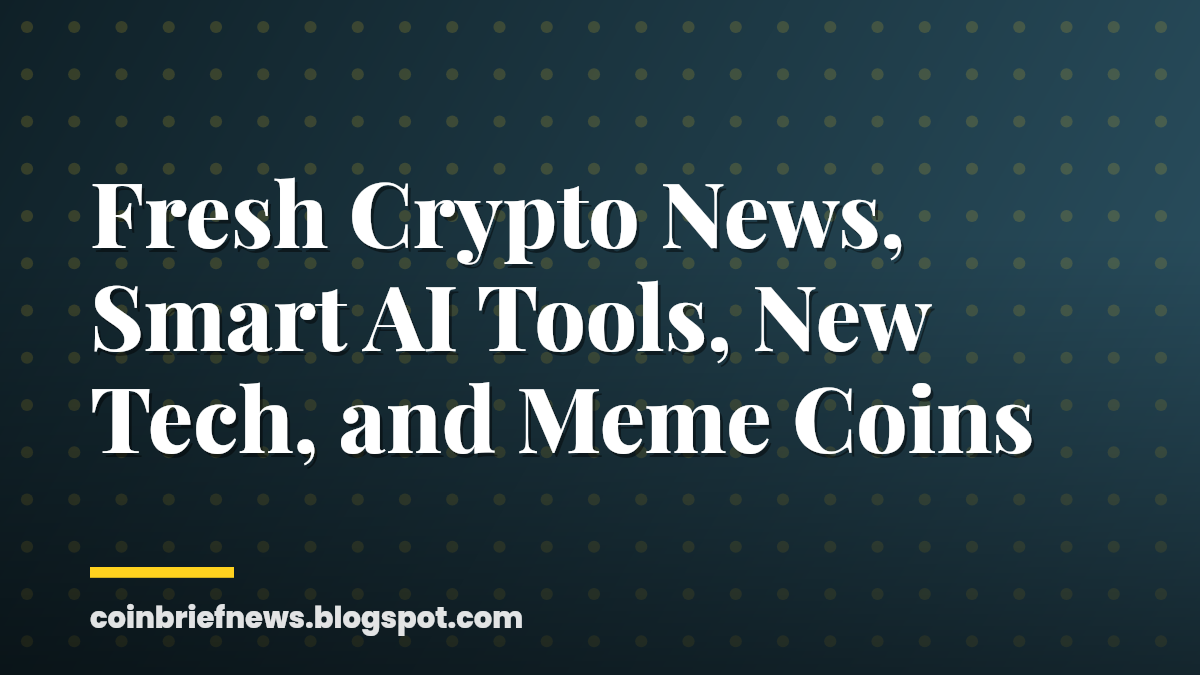 Fresh Crypto News,
Smart AI Tools, New
Tech, and Meme Coins
coinbriefnews.blogspot.com